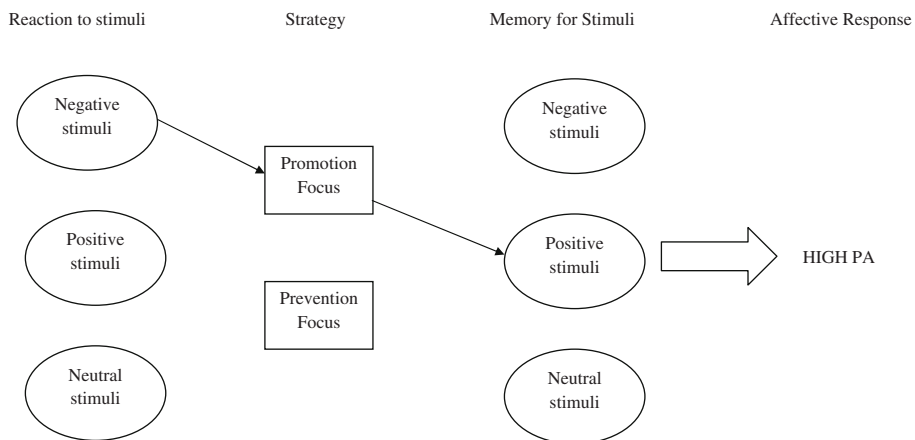 Reaction to stimuli
Strategy
Memory for Stimuli
Affective Response
Negative
stimuli
Promotion
Focus
Negative
stimuli
Positive
stimuli
Prevention
Focus
Positive
stimuli
HIGH PA
Neutral
stimuli
Neutral
stimuli